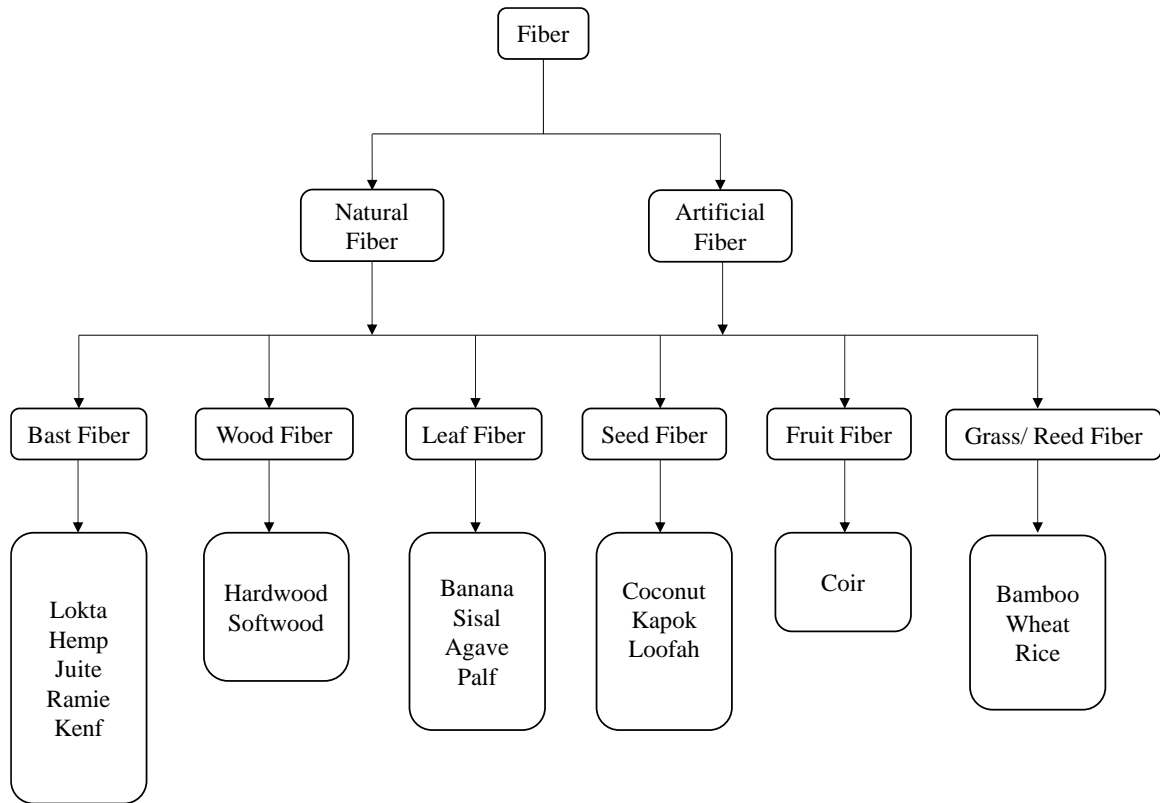 Fiber
Natural
Fiber
Artificial
Fiber
Bast Fiber
Wood Fiber
Leaf Fiber
Seed Fiber
Fruit Fiber
Grass/ Reed Fiber
Lokta
Hemp
Juite
Ramie
Kenf
Hardwood
Softwood
Banana
Sisal
Agave
Palf
Coconut
Kapok
Loofah
Coir
Bamboo
Wheat
Rice